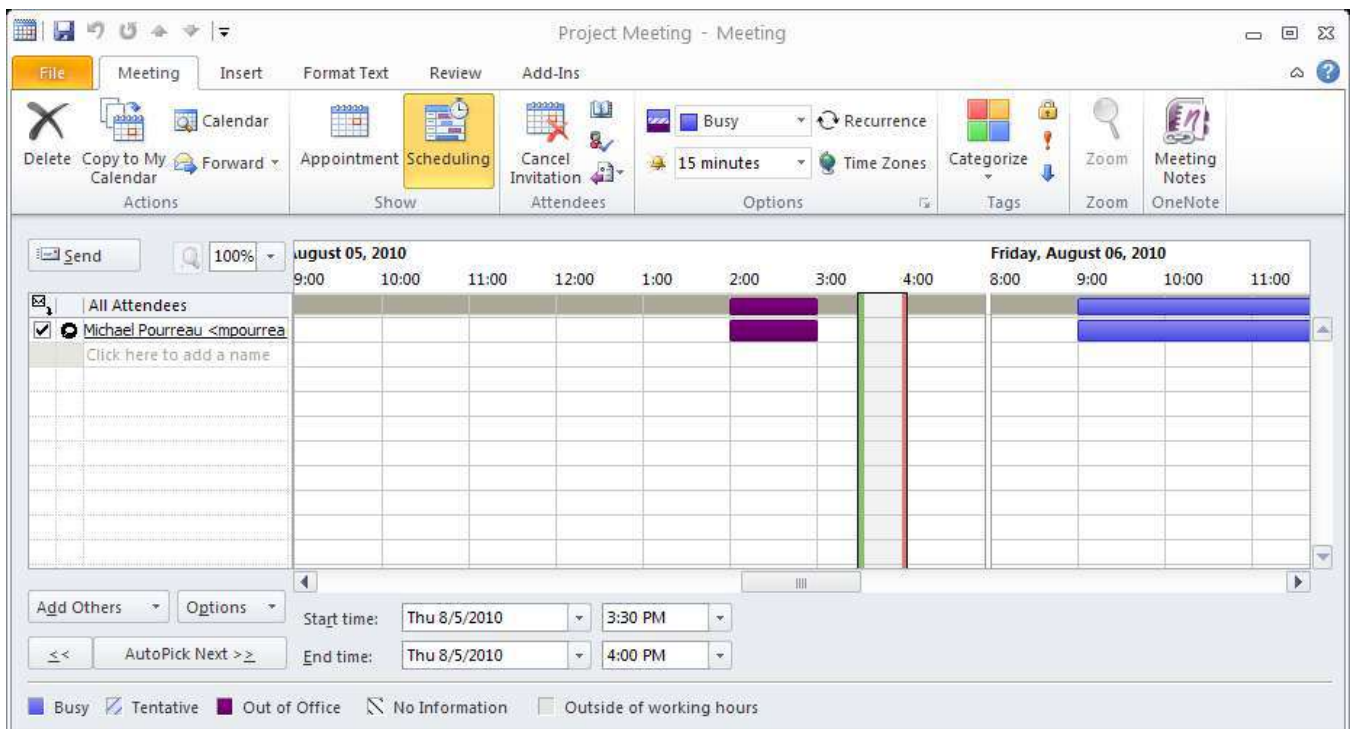 Project Meeting - Meeting
File Meeting Insert Format Text Review Add-Ins
Delete
Copy to My Calendar
Calendar
Forward
Actions
Appointment
Scheduling
Show
Cancel Invitation
Attendees
Busy
Recurrence
15 minutes
Time Zones
Options
Categorize
Tags
Zoom
Zoom
Meeting Notes
OneNote
Send 100%
ugust 05, 2010 Friday, August 06, 2010
9:00 10:00 11:00 12:00 1:00 2:00 3:00 4:00 8:00 9:00 10:00 11:00
All Attendees
Michael Pourreau <mpourrea
Click here to add a name
Add Others Options
Start time: Thu 8/5/2010 3:30 PM
<< AutoPick Next >>
End time: Thu 8/5/2010 4:00 PM
Busy Tentative Out of Office No Information Outside of working hours